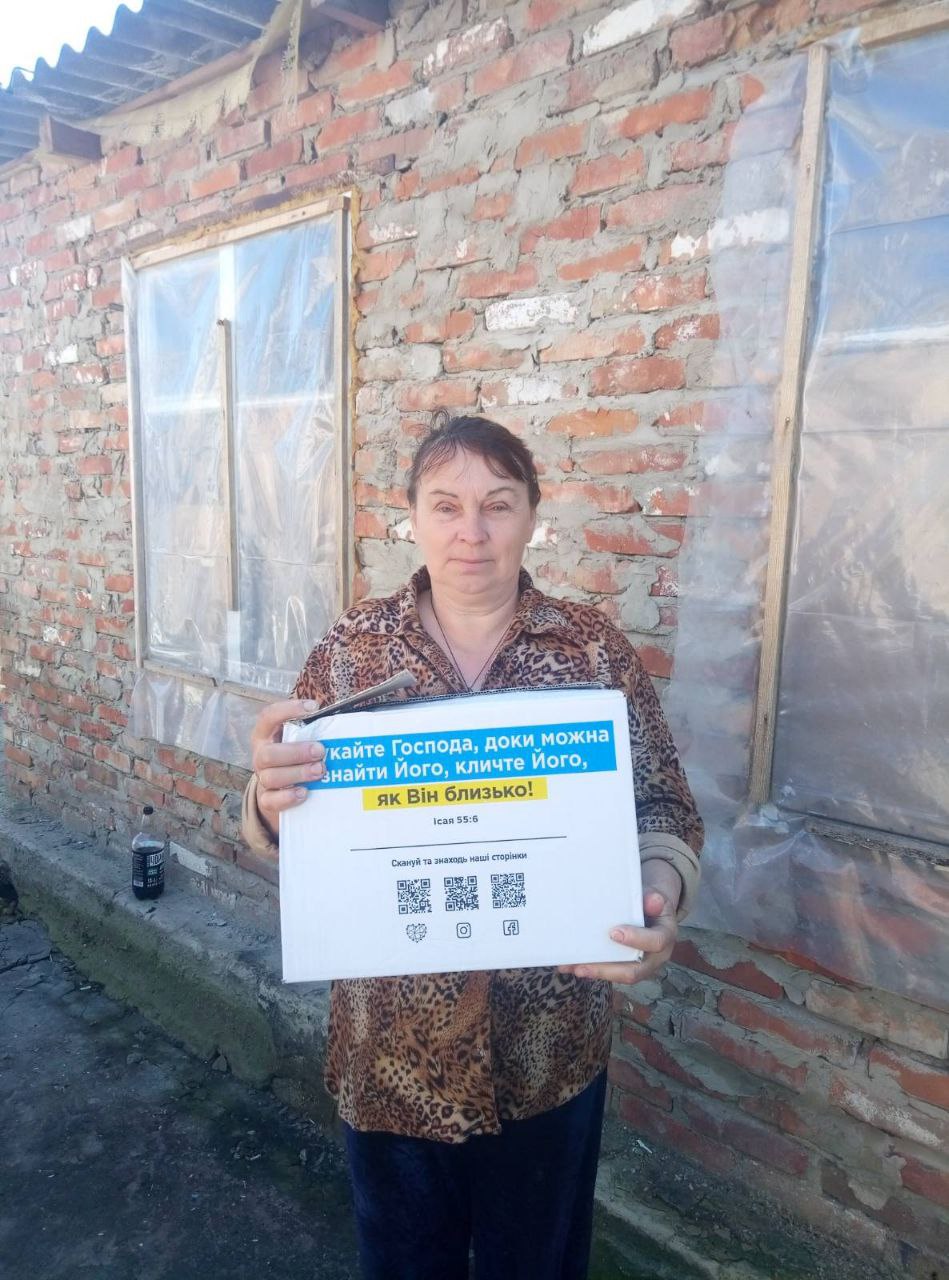 укайте Господа, доки можна
знайти Його, кличте Його,
як Він близько!
Ісая 55:6
Скануй та знаходь наші сторінки